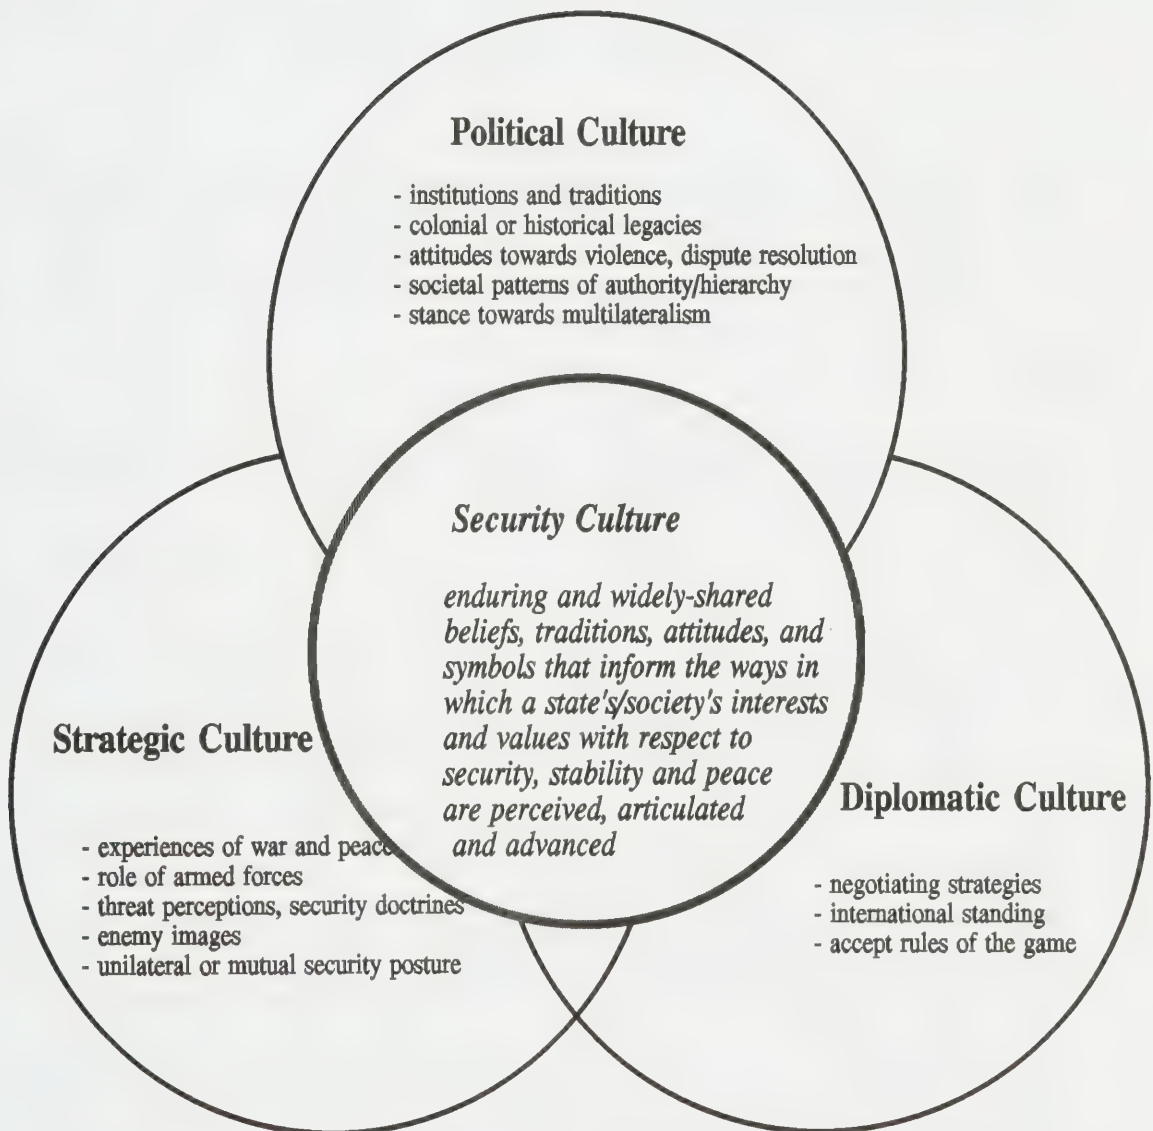 Political Culture
- institutions and traditions
- colonial or historical legacies
- attitudes towards violence, dispute resolution
- societal patterns of authority/hierarchy
- stance towards multilateralism
Security Culture
enduring and widely-shared
beliefs, traditions, attitudes, and
symbols that inform the ways in
which a state's/society's interests
and values with respect to
security, stability and peace
are perceived, articulated
and advanced
Strategic Culture
- experiences of war and peace
- role of armed forces
- threat perceptions, security doctrines
- enemy images
- unilateral or mutual security posture
Diplomatic Culture
- negotiating strategies
- international standing
- accept rules of the game